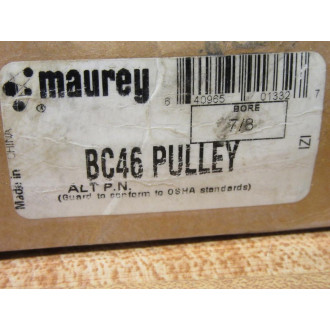 maurey
®
6 40965 01332 7
BORE
7/8
IZI
BC46 PULLEY
ALT P.N.
(Guard to conform to OSHA standards)
Made in CHINA